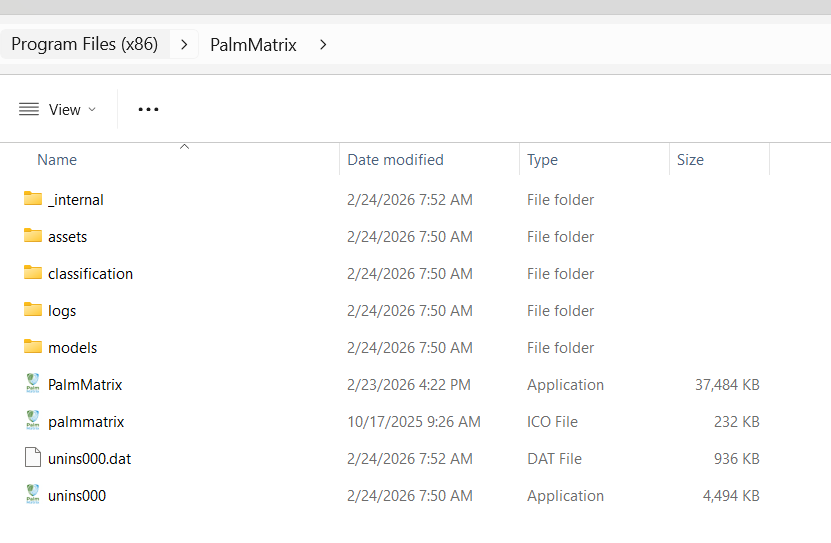 Program Files (x86) > PalmMatrix >
View
Name Date modified Type Size
_internal 2/24/2026 7:52 AM File folder
assets 2/24/2026 7:50 AM File folder
classification 2/24/2026 7:50 AM File folder
logs 2/24/2026 7:50 AM File folder
models 2/24/2026 7:50 AM File folder
PalmMatrix 2/23/2026 4:22 PM Application 37,484 KB
palmmatrix 10/17/2025 9:26 AM ICO File 232 KB
unins000.dat 2/24/2026 7:52 AM DAT File 936 KB
unins000 2/24/2026 7:50 AM Application 4,494 KB